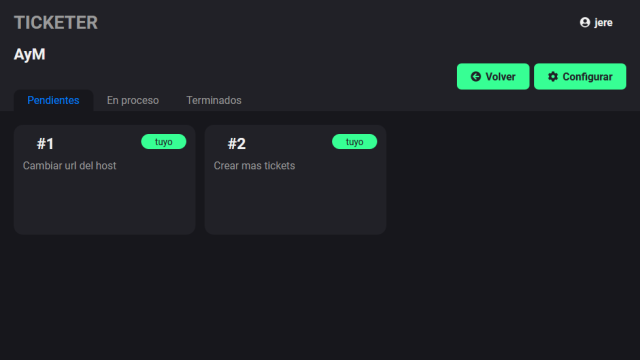 TICKETER
jere
AyM
Volver
Configurar
Pendientes
En proceso
Terminados
#1
tuyo
Cambiar url del host
#2
tuyo
Crear mas tickets